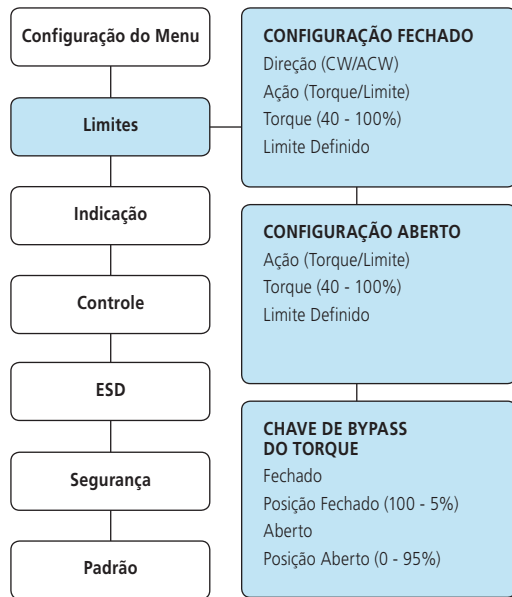 Configuração do Menu
Limites
Indicação
Controle
ESD
Segurança
Padrão
CONFIGURAÇÃO FECHADO
Direção (CW/ACW)
Ação (Torque/Limite)
Torque (40 - 100%)
Limite Definido
CONFIGURAÇÃO ABERTO
Ação (Torque/Limite)
Torque (40 - 100%)
Limite Definido
CHAVE DE BYPASS
DO TORQUE
Fechado
Posição Fechado (100 - 5%)
Aberto
Posição Aberto (0 - 95%)